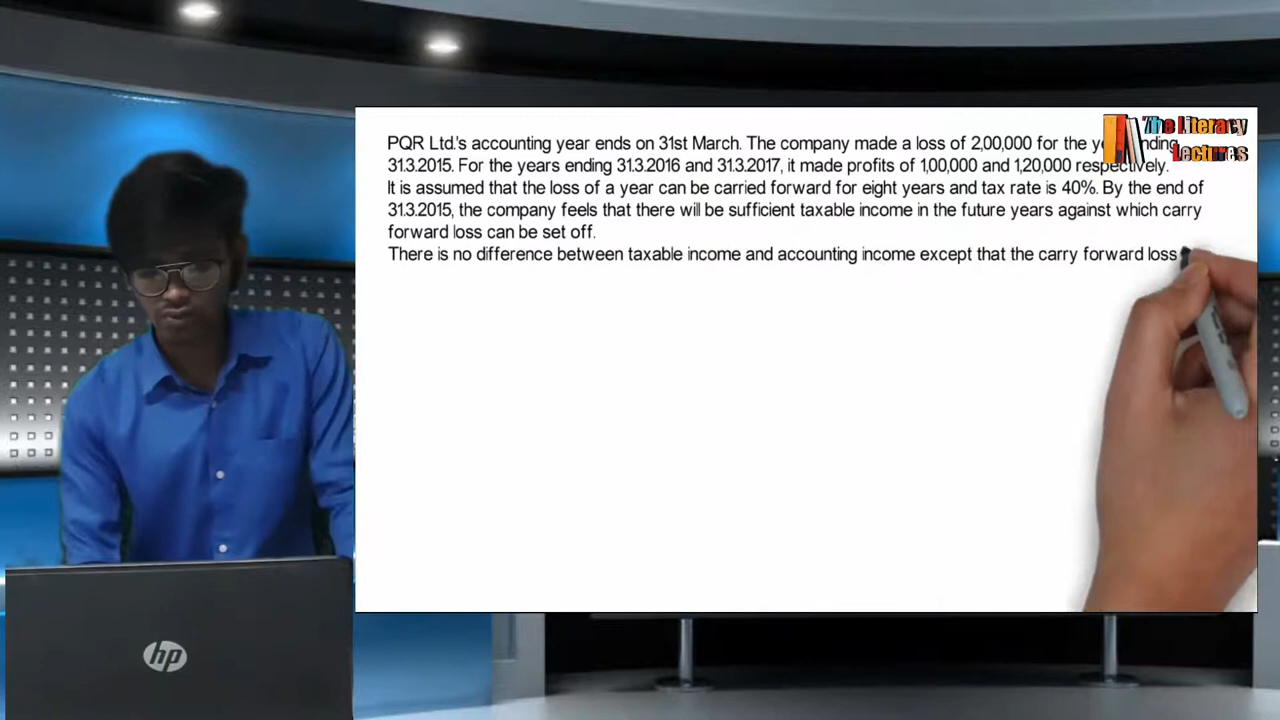 The Literacy
Lectures
PQR Ltd.'s accounting year ends on 31st March. The company made a loss of 2,00,000 for the ending
31.3.2015. For the years ending 31.3.2016 and 31.3.2017, it made profits of 1,00,000 and 1,20,000 respectively.
It is assumed that the loss of a year can be carried forward for eight years and tax rate is 40%. By the end of
31.3.2015, the company feels that there will be sufficient taxable income in the future years against which carry
forward loss can be set off.
There is no difference between taxable income and accounting income except that the carry forward loss
hp